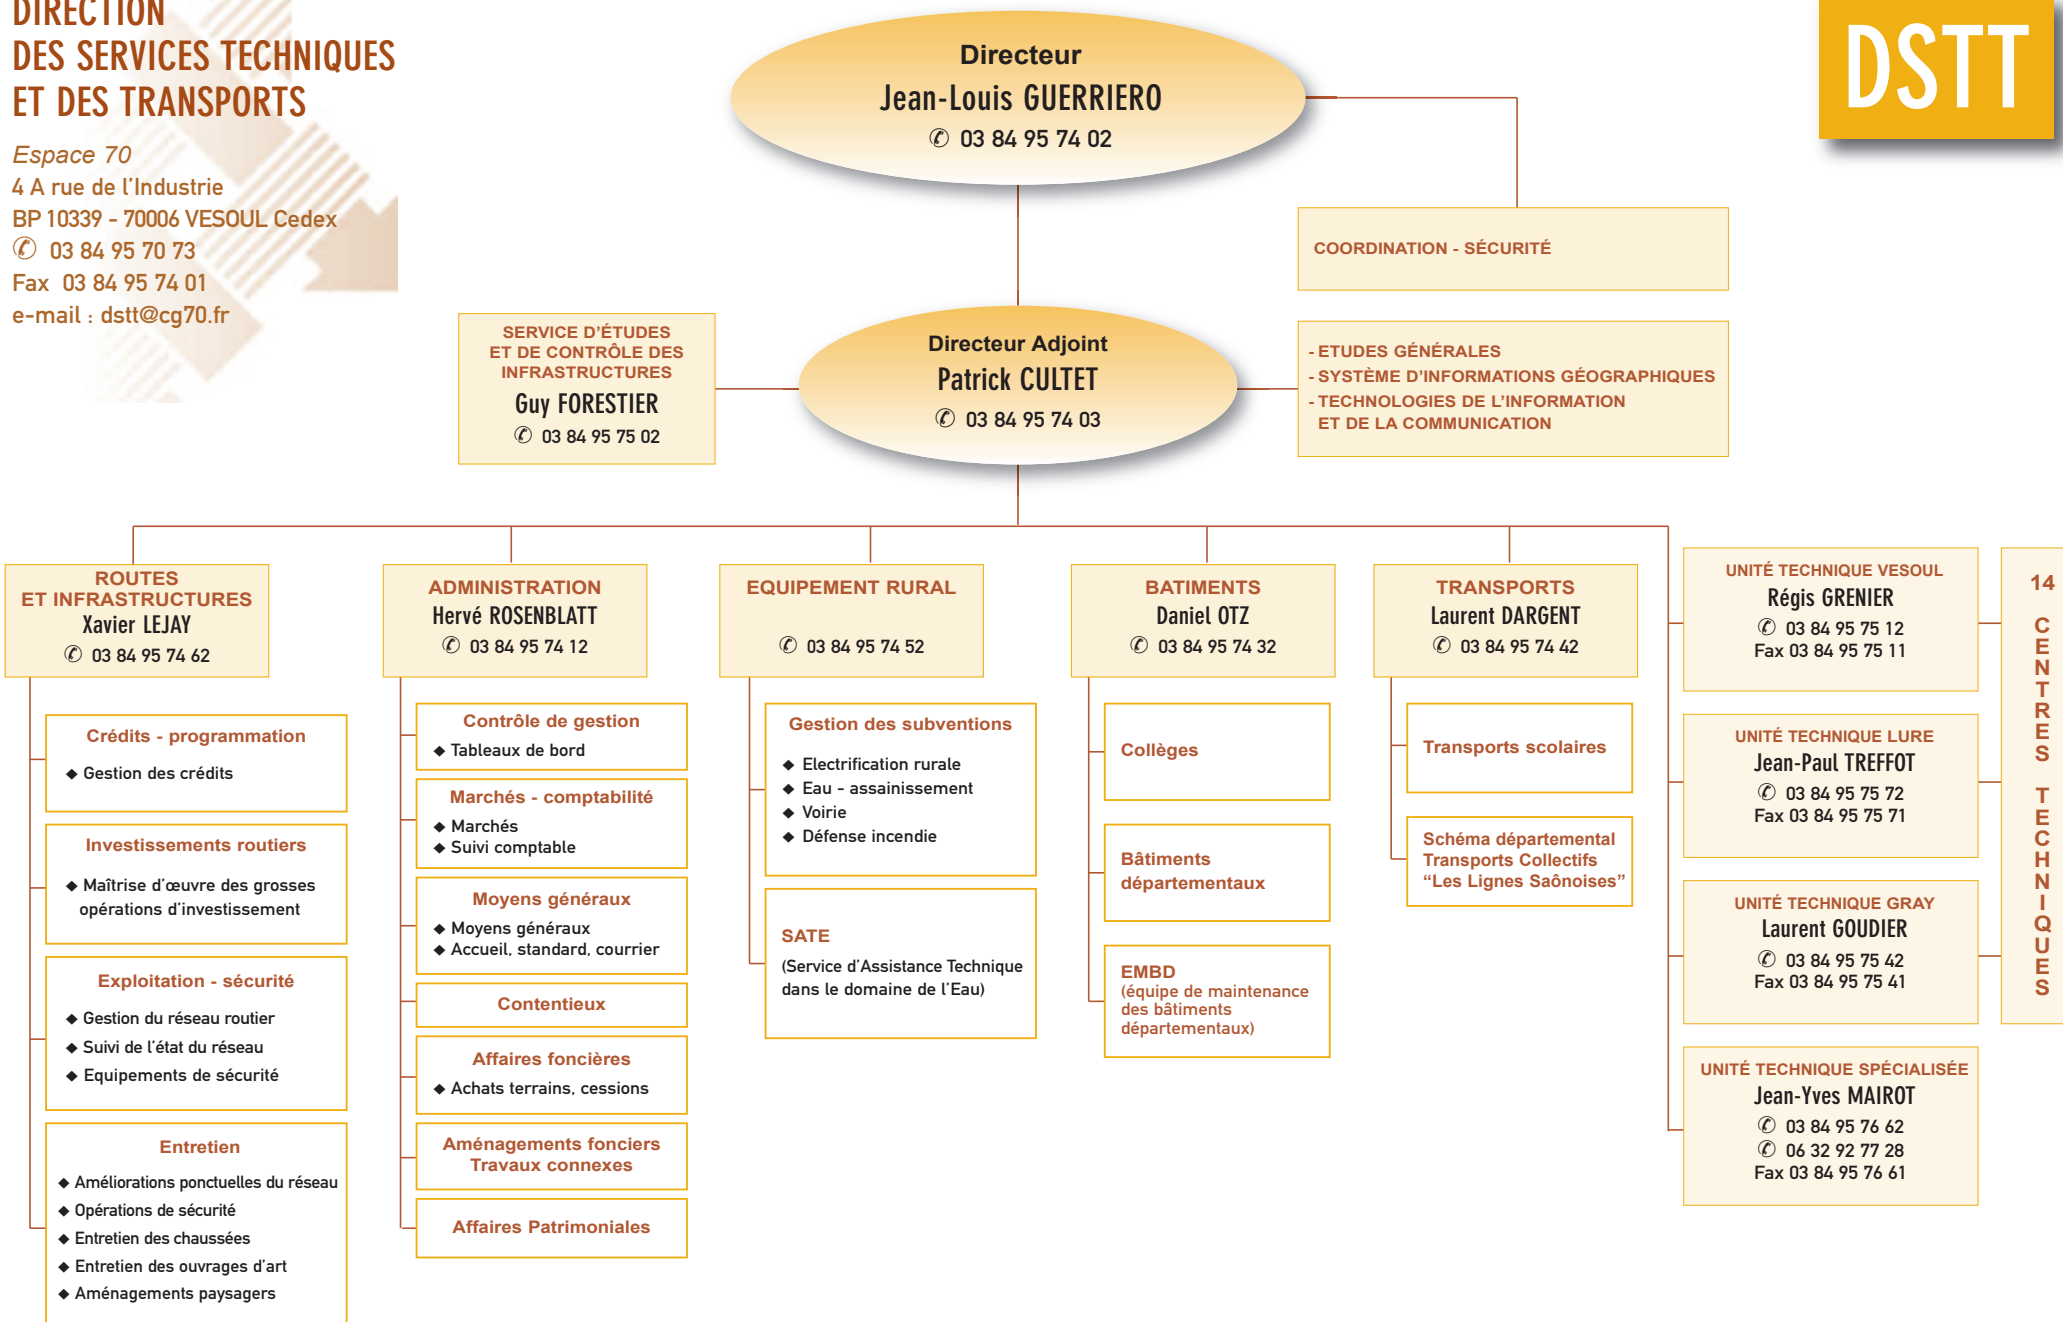 DIRECTION
DES SERVICES TECHNIQUES
ET DES TRANSPORTS
Espace 70
4 A rue de l'Industrie
BP 10339 - 70006 VESOUL Cedex
✆ 03 84 95 70 73
Fax 03 84 95 74 01
e-mail : dstt@cg70.fr
Directeur
Jean-Louis GUERRIERO
✆ 03 84 95 74 02
DSTT
COORDINATION - SÉCURITÉ
SERVICE D'ÉTUDES
ET DE CONTRÔLE DES
INFRASTRUCTURES
Guy FORESTIER
✆ 03 84 95 75 02
Directeur Adjoint
Patrick CULTET
✆ 03 84 95 74 03
- ETUDES GÉNÉRALES
- SYSTÈME D'INFORMATIONS GÉOGRAPHIQUES
- TECHNOLOGIES DE L'INFORMATION
ET DE LA COMMUNICATION
ROUTES
ET INFRASTRUCTURES
Xavier LEJAY
✆ 03 84 95 74 62
Crédits - programmation
◆ Gestion des crédits
Investissements routiers
◆ Maîtrise d'œuvre des grosses
opérations d'investissement
Exploitation - sécurité
◆ Gestion du réseau routier
◆ Suivi de l'état du réseau
◆ Equipements de sécurité
Entretien
◆ Améliorations ponctuelles du réseau
◆ Opérations de sécurité
◆ Entretien des chaussées
◆ Entretien des ouvrages d'art
◆ Aménagements paysagers
ADMINISTRATION
Hervé ROSENBLATT
✆ 03 84 95 74 12
Contrôle de gestion
◆ Tableaux de bord
Marchés - comptabilité
◆ Marchés
◆ Suivi comptable
Moyens généraux
◆ Moyens généraux
◆ Accueil, standard, courrier
Contentieux
Affaires foncières
◆ Achats terrains, cessions
Aménagements fonciers
Travaux connexes
Affaires Patrimoniales
EQUIPEMENT RURAL
✆ 03 84 95 74 52
Gestion des subventions
◆ Electrification rurale
◆ Eau - assainissement
◆ Voirie
◆ Défense incendie
SATE
(Service d'Assistance Technique
dans le domaine de l'Eau)
BATIMENTS
Daniel OTZ
✆ 03 84 95 74 32
Collèges
Bâtiments
départementaux
EMBD
(équipe de maintenance
des bâtiments
départementaux)
TRANSPORTS
Laurent DARGENT
✆ 03 84 95 74 42
Transports scolaires
Schéma départemental
Transports Collectifs
“Les Lignes Saônoises”
UNITÉ TECHNIQUE VESOUL
Régis GRENIER
✆ 03 84 95 75 12
Fax 03 84 95 75 11
UNITÉ TECHNIQUE LURE
Jean-Paul TREFFOT
✆ 03 84 95 75 72
Fax 03 84 95 75 71
UNITÉ TECHNIQUE GRAY
Laurent GOUDIER
✆ 03 84 95 75 42
Fax 03 84 95 75 41
UNITÉ TECHNIQUE SPÉCIALISÉE
Jean-Yves MAIROT
✆ 03 84 95 76 62
✆ 06 32 92 77 28
Fax 03 84 95 76 61
14 CENTRES TECHNIQUES